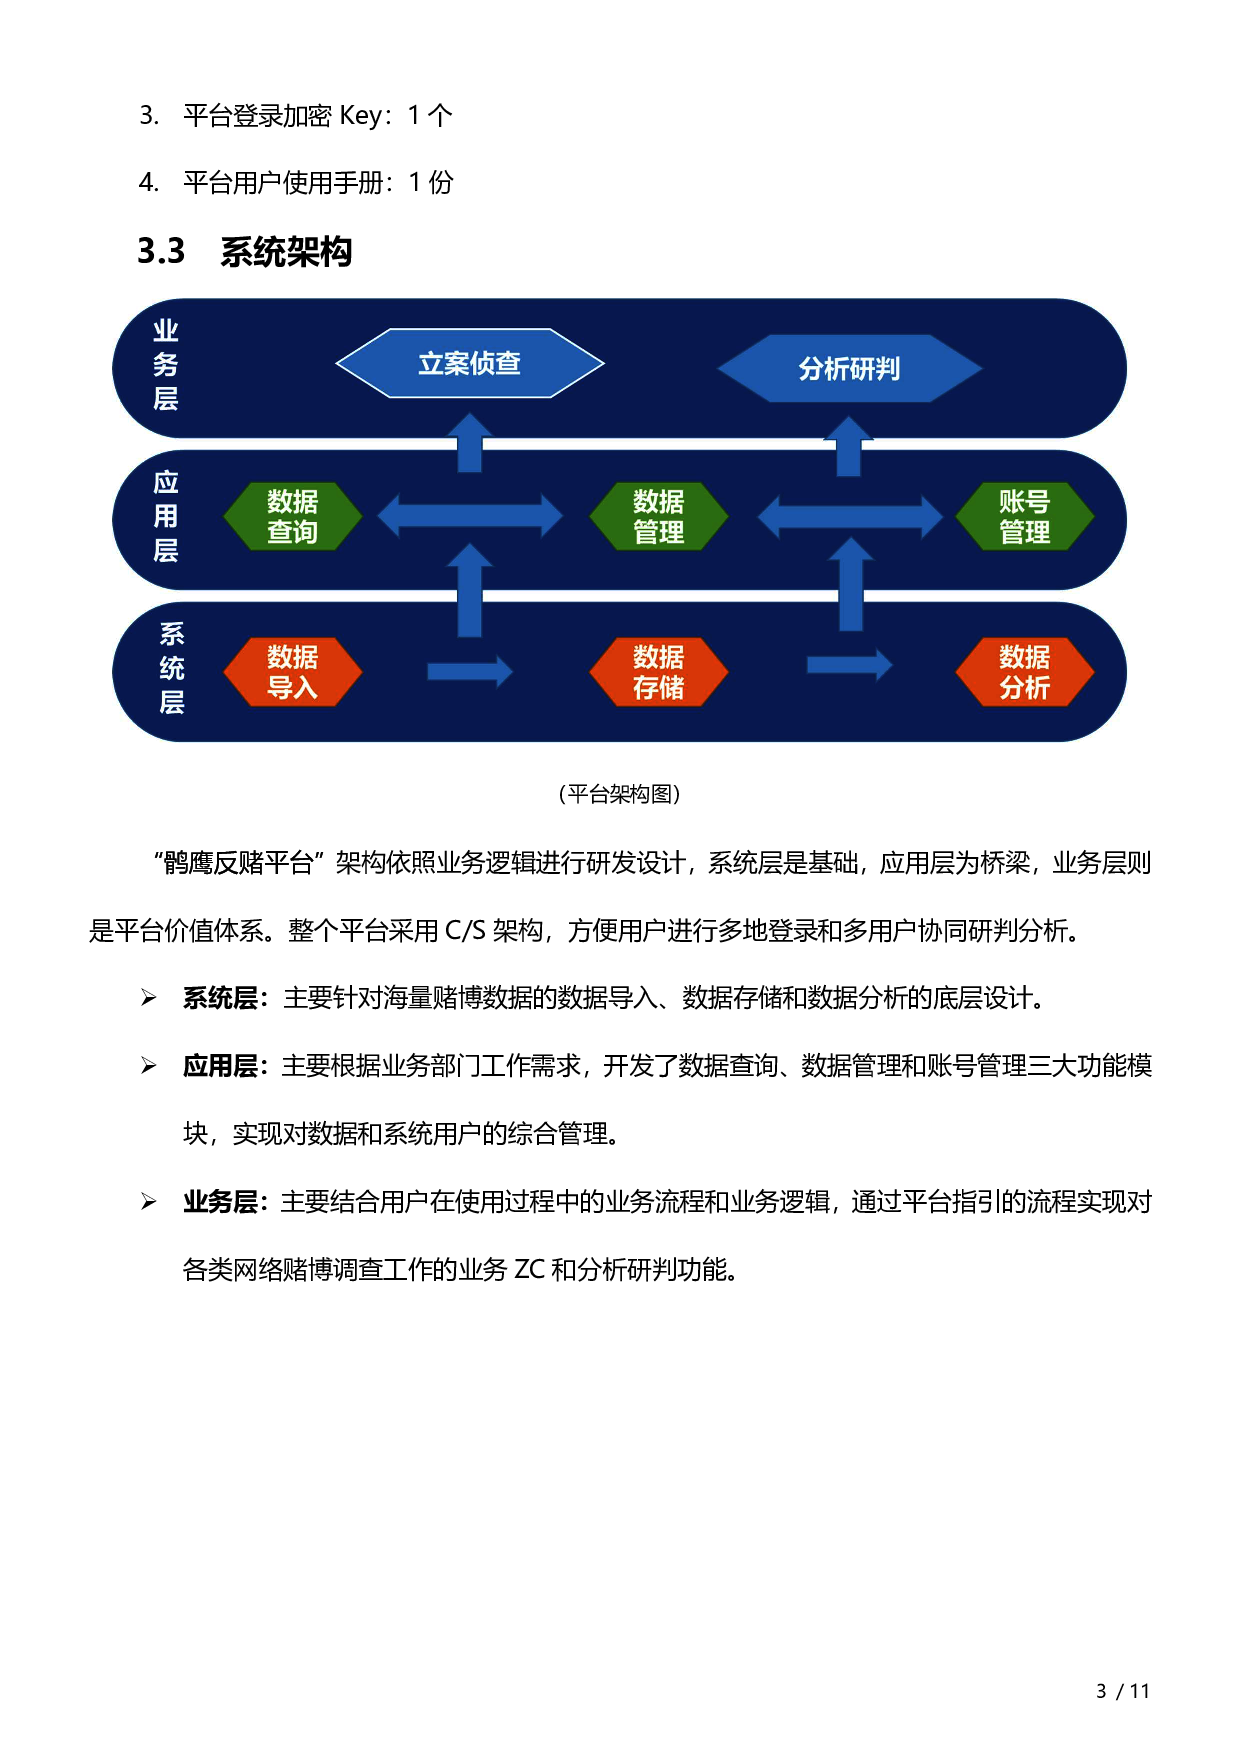 3. 平台登录加密 Key：1 个
4. 平台用户使用手册：1 份
3.3 系统架构
业务层
立案侦查
分析研判
应用层
数据查询
数据管理
账号管理
系统层
数据导入
数据存储
数据分析
（平台架构图）
“鹘鹰反赌平台”架构依照业务逻辑进行研发设计，系统层是基础，应用层为桥梁，业务层则
是平台价值体系。整个平台采用 C/S 架构，方便用户进行多地登录和多用户协同研判分析。
➢ 系统层：主要针对海量赌博数据的数据导入、数据存储和数据分析的底层设计。
➢ 应用层：主要根据业务部门工作需求，开发了数据查询、数据管理和账号管理三大功能模
块，实现对数据和系统用户的综合管理。
➢ 业务层：主要结合用户在使用过程中的业务流程和业务逻辑，通过平台指引的流程实现对
各类网络赌博调查工作的业务 ZC 和分析研判功能。
3 / 11